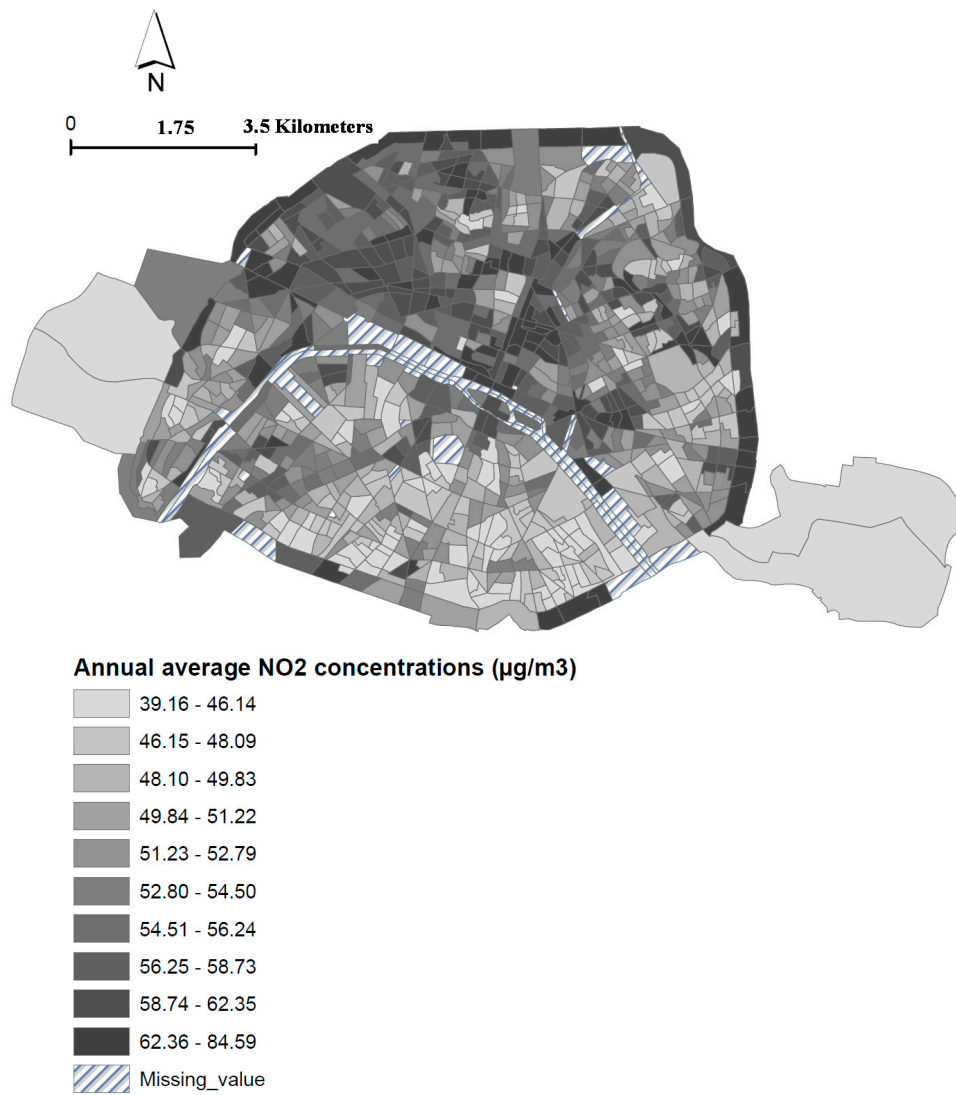 N
0 1.75 3.5 Kilometers
Annual average NO2 concentrations (µg/m3)
39.16 - 46.14
46.15 - 48.09
48.10 - 49.83
49.84 - 51.22
51.23 - 52.79
52.80 - 54.50
54.51 - 56.24
56.25 - 58.73
58.74 - 62.35
62.36 - 84.59
Missing_value